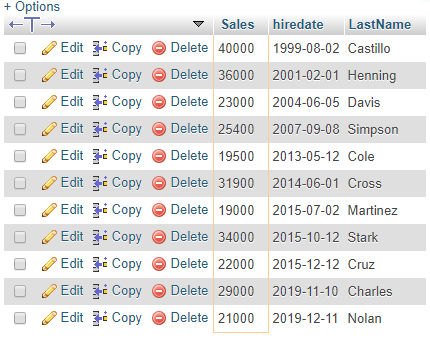 + Options
Sales hiredate LastName
Edit Copy Delete 40000 1999-08-02 Castillo
Edit Copy Delete 36000 2001-02-01 Henning
Edit Copy Delete 23000 2004-06-05 Davis
Edit Copy Delete 25400 2007-09-08 Simpson
Edit Copy Delete 19500 2013-05-12 Cole
Edit Copy Delete 31900 2014-06-01 Cross
Edit Copy Delete 19000 2015-07-02 Martinez
Edit Copy Delete 34000 2015-10-12 Stark
Edit Copy Delete 22000 2015-12-12 Cruz
Edit Copy Delete 29000 2019-11-10 Charles
Edit Copy Delete 21000 2019-12-11 Nolan